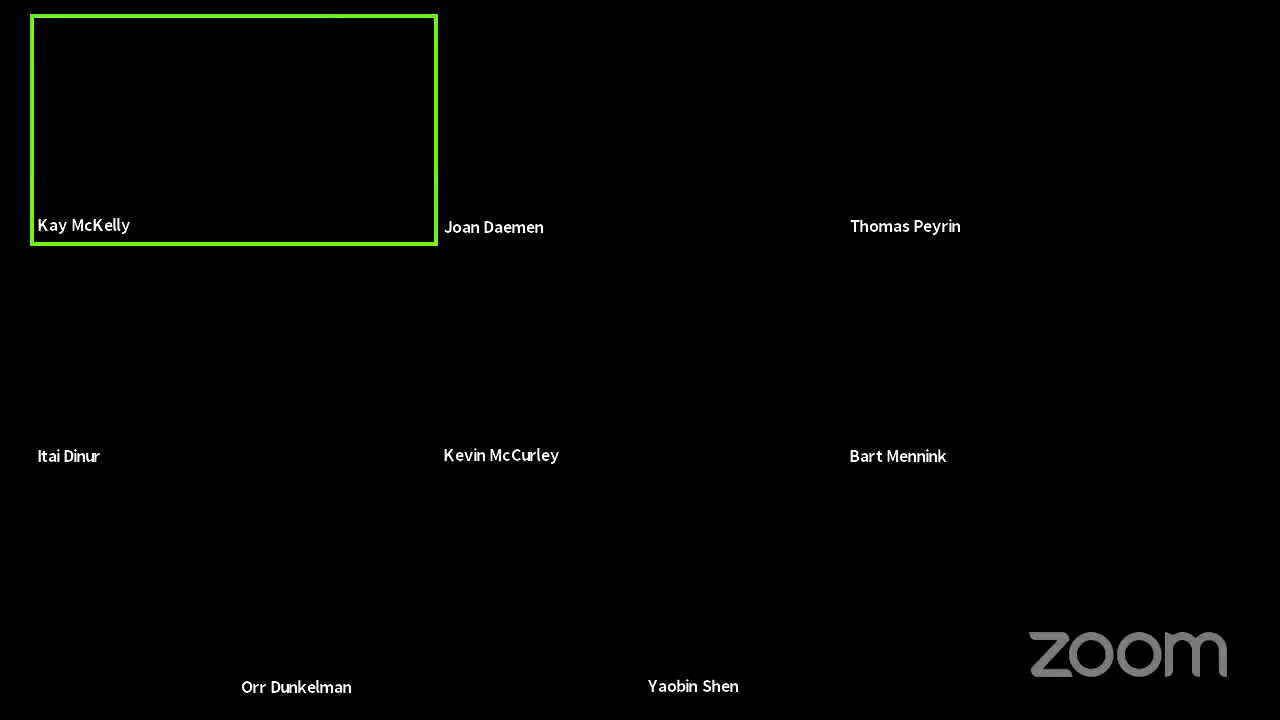 Kay McKelly
Joan Daemen
Thomas Peyrin
Itai Dinur
Kevin McCurley
Bart Mennink
Orr Dunkelman
Yaobin Shen
zoom